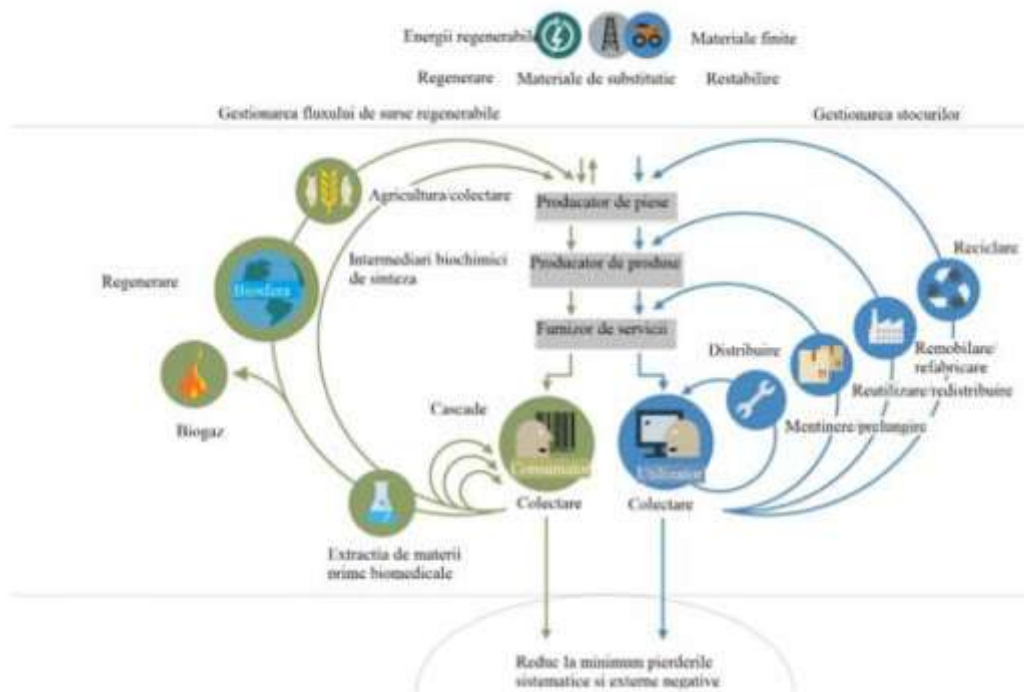 Energii regenerabile
Materiale finite
Regenerare
Materiale de substitutie
Restabilire
Gestionarea fluxului de surse regenerabile
Gestionarea stocurilor
Agricultura/colectare
Producator de piese
Reciclare
Intermediari biochimici
de sinteza
Producator de produse
Regenerare
Biosfera
Furnizor de servicii
Distribuire
Remobilare/
refabricare
Reutilizare/redistribuire
Cascade
Mentinere/prelungire
Biogaz
Consumator
Utilizator
Colectare
Colectare
Extractia de materii
prime biomedicale
Reduc la minimum pierderile
sistematice si externe negative